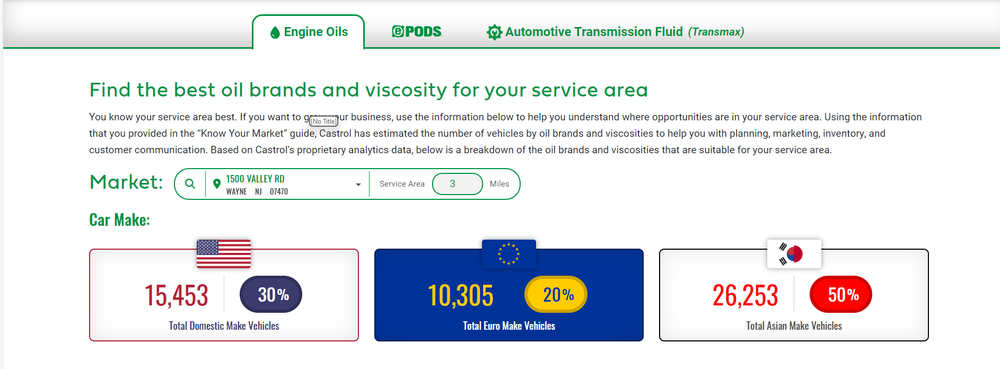 Engine Oils
ePODS
Automotive Transmission Fluid (Transmax)
Find the best oil brands and viscosity for your service area
You know your service area best. If you want to grow your business, use the information below to help you understand where opportunities are in your service area. Using the information
[No Title]
that you provided in the “Know Your Market” guide, Castrol has estimated the number of vehicles by oil brands and viscosities to help you with planning, marketing, inventory, and
customer communication. Based on Castrol’s proprietary analytics data, below is a breakdown of the oil brands and viscosities that are suitable for your service area.
Market:
1500 VALLEY RD
WAYNE NJ 07470
Service Area 3 Miles
Car Make:
15,453 30%
Total Domestic Make Vehicles
10,305 20%
Total Euro Make Vehicles
26,253 50%
Total Asian Make Vehicles